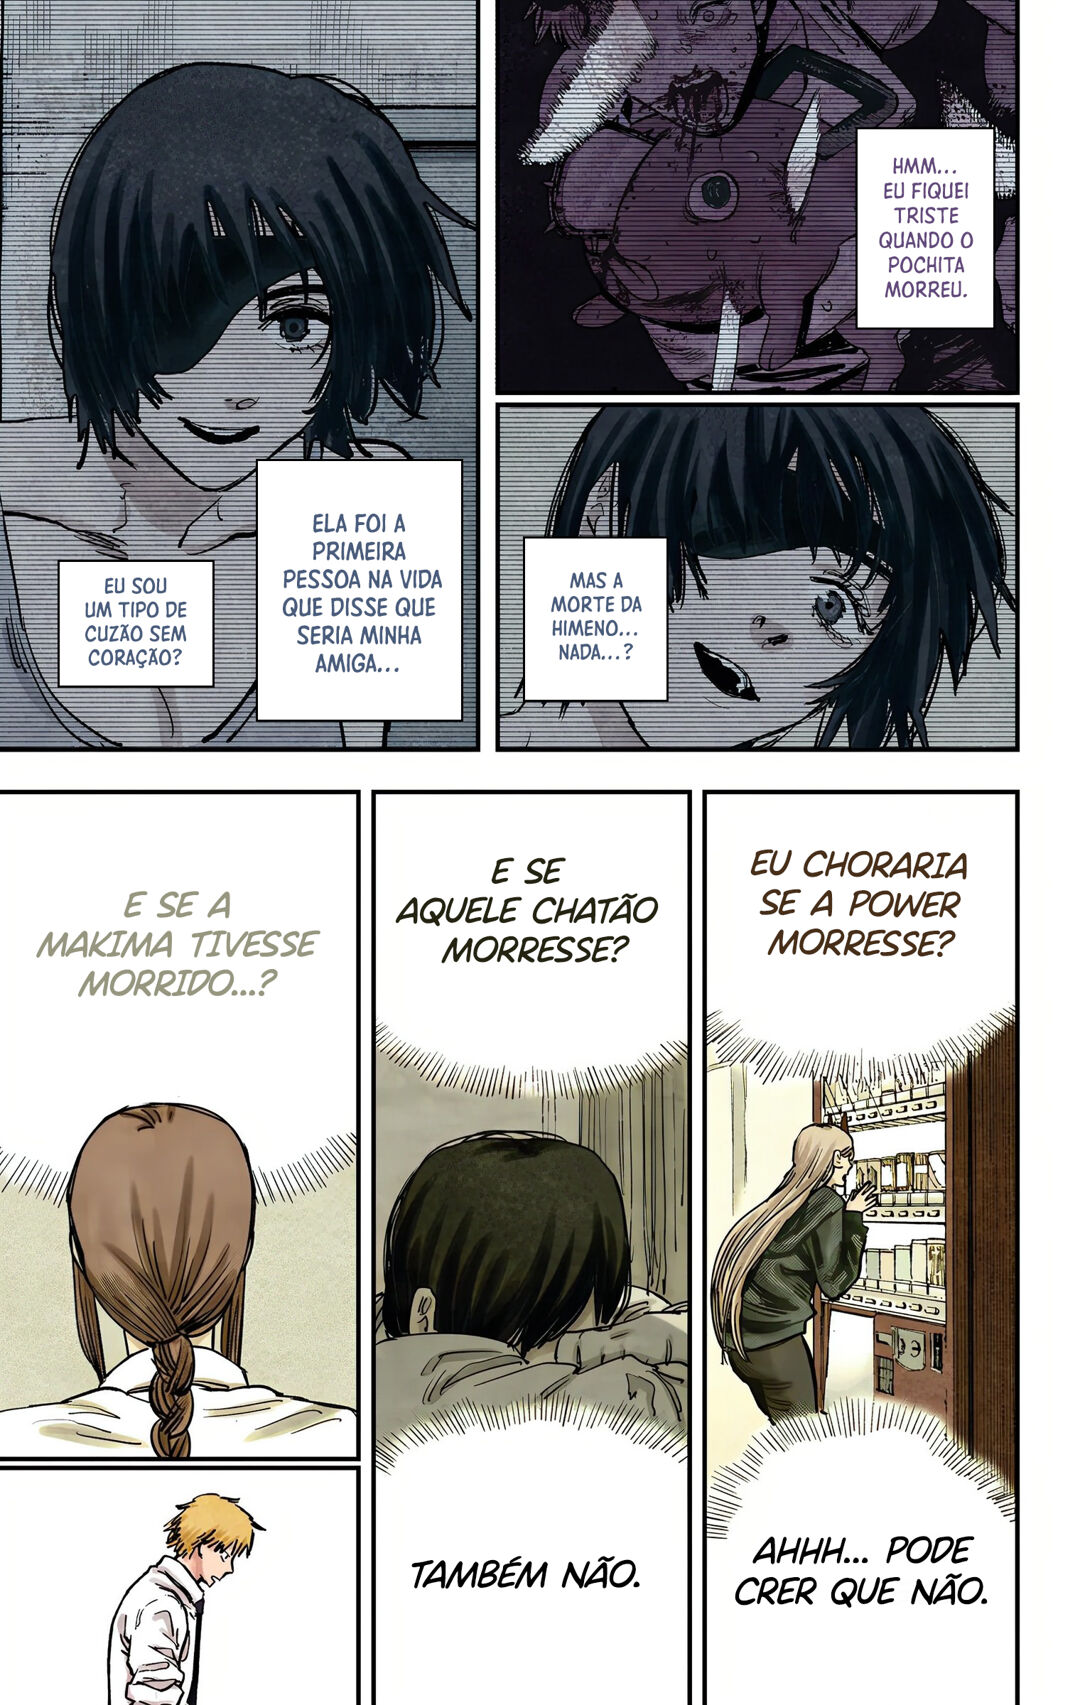 HMM...
EU FIQUEI
TRISTE
QUANDO O
POCHITA
MORREU.
MAS A
MORTE DA
HIMENO...
NADA...?
ELA FOI A
PRIMEIRA
PESSOA NA VIDA
QUE DISSE QUE
SERIA MINHA
AMIGA...
EU SOU
UM TIPO DE
CUZÃO SEM
CORAÇÃO?
EU CHORARIA
SE A POWER
MORRESSE?
AHHH... PODE
CRER QUE NÃO.
E SE
AQUELE CHATÃO
MORRESSE?
TAMBÉM NÃO.
E SE A
MAKIMA TIVESSE
MORRIDO...?